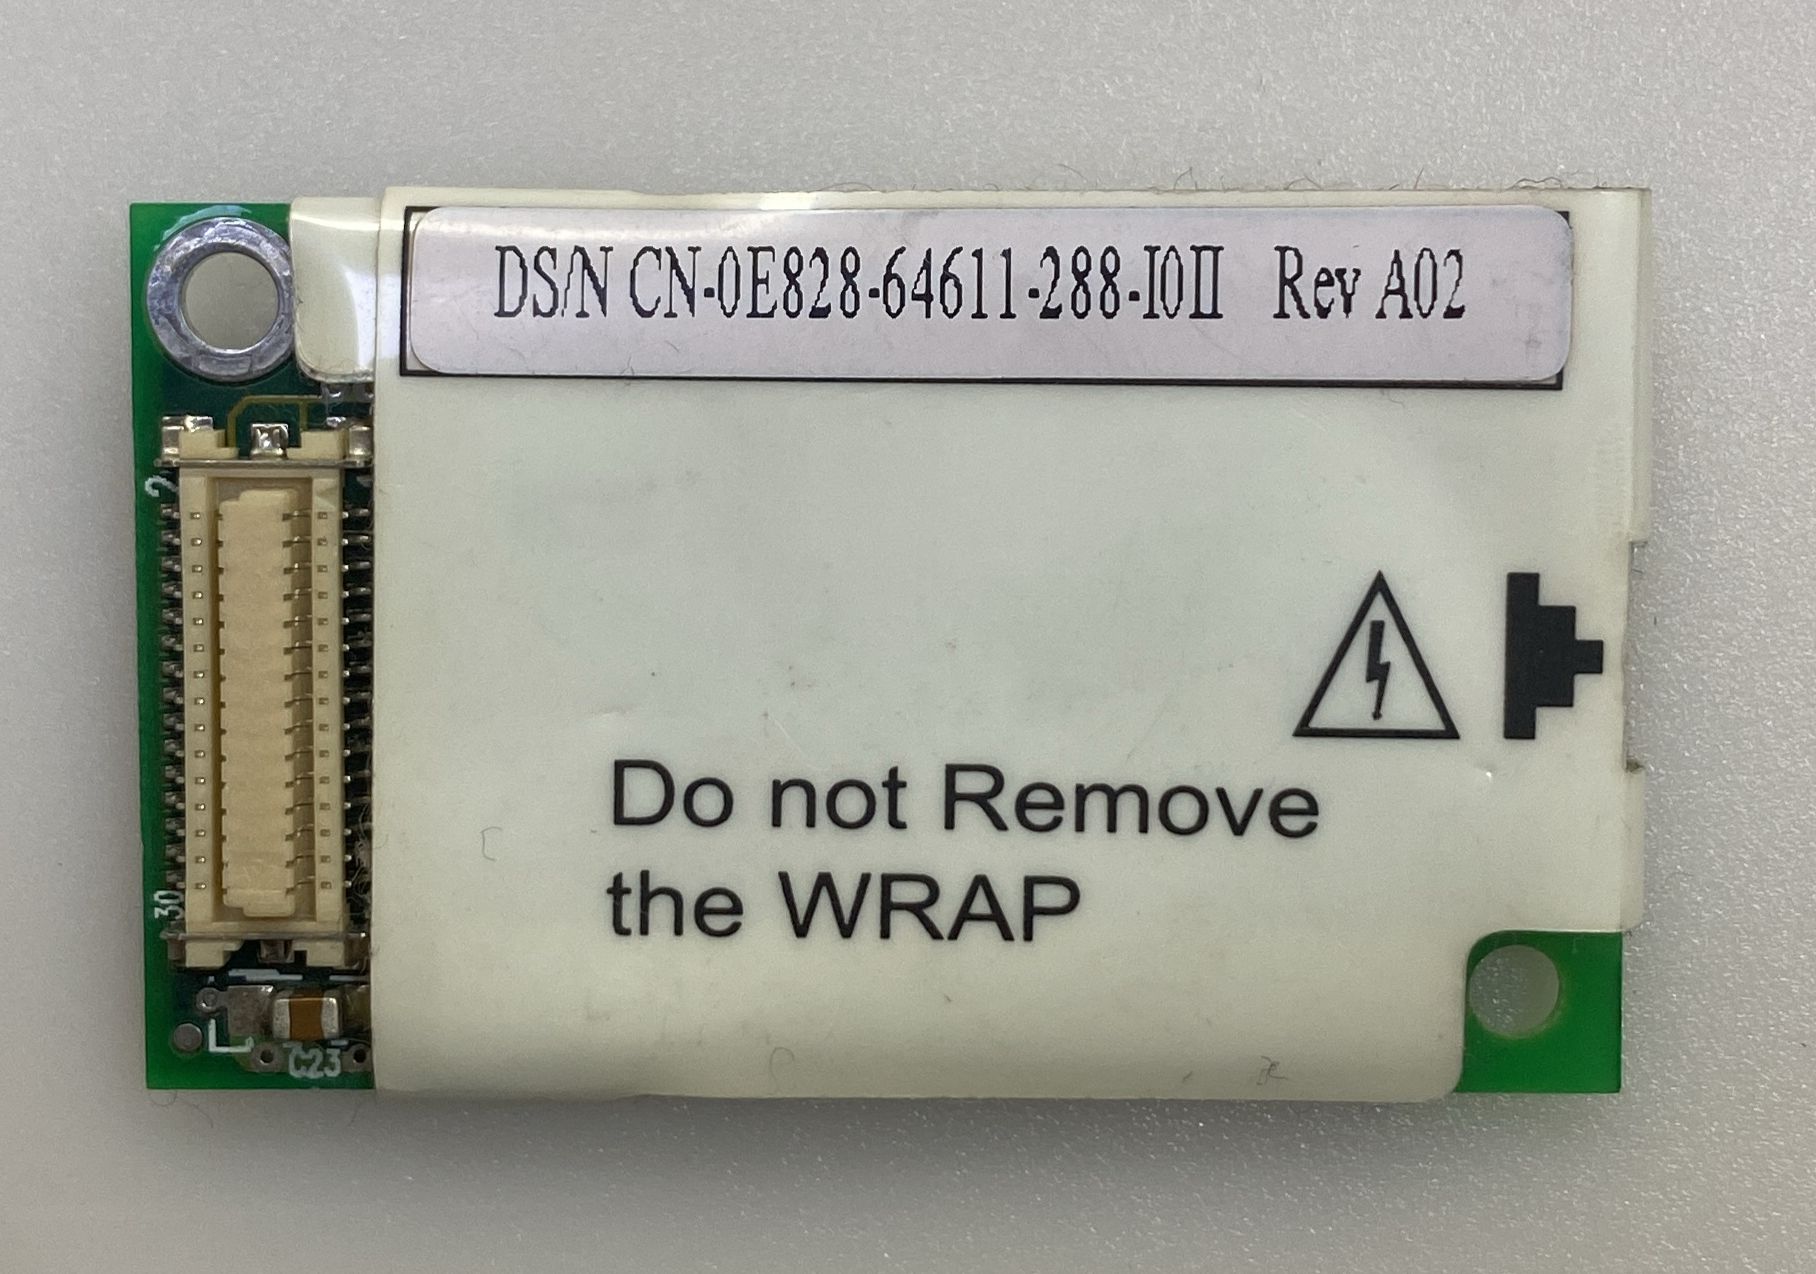 DS/N CN-0E828-64611-288-I0II Rev A02
2
Do not Remove
the WRAP
30
C23